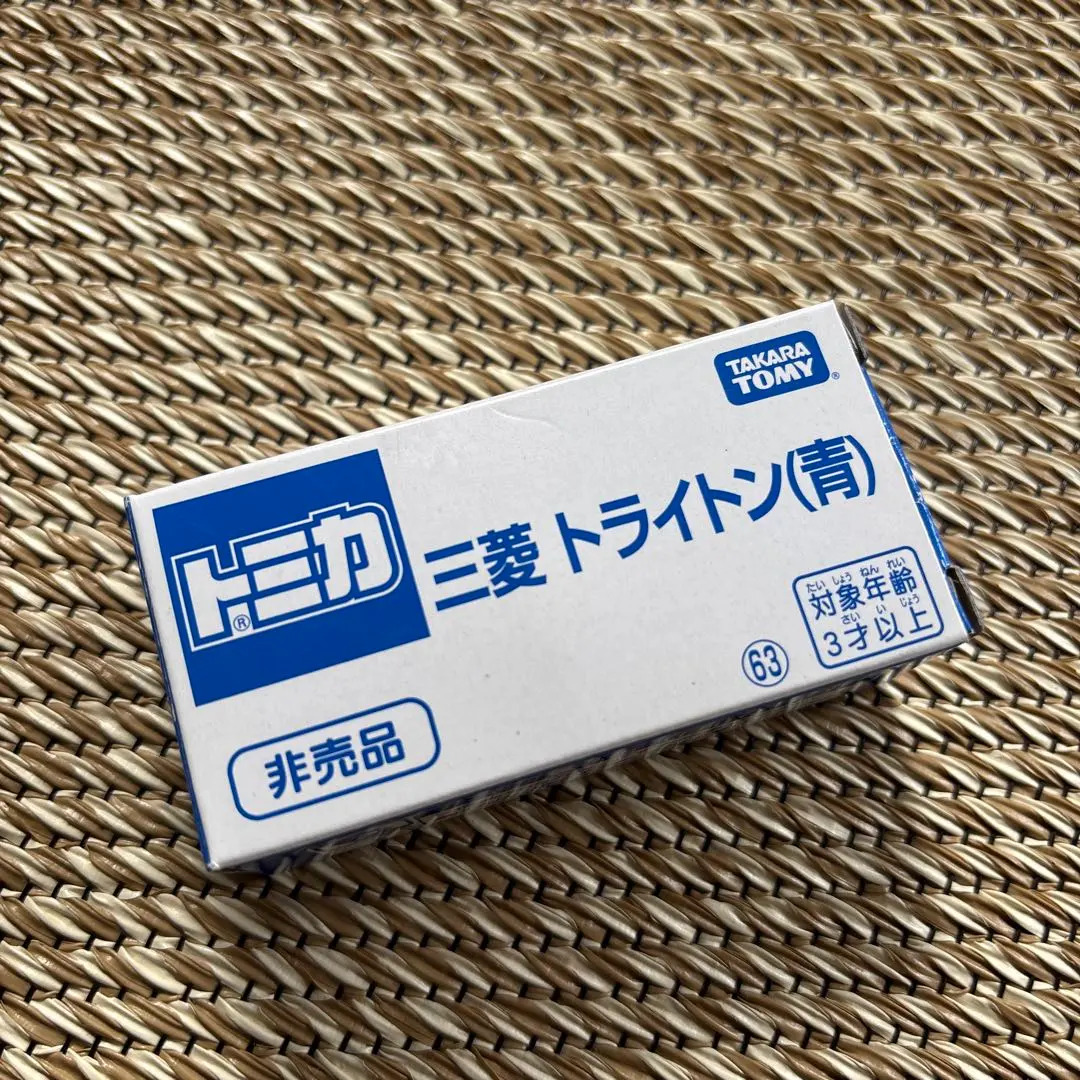 TAKARA
TOMY
®
トミカ
®
三菱 トライトン(青)
たいしょうねんれい
対象年齢
さいいじょう
3才以上
63
非売品